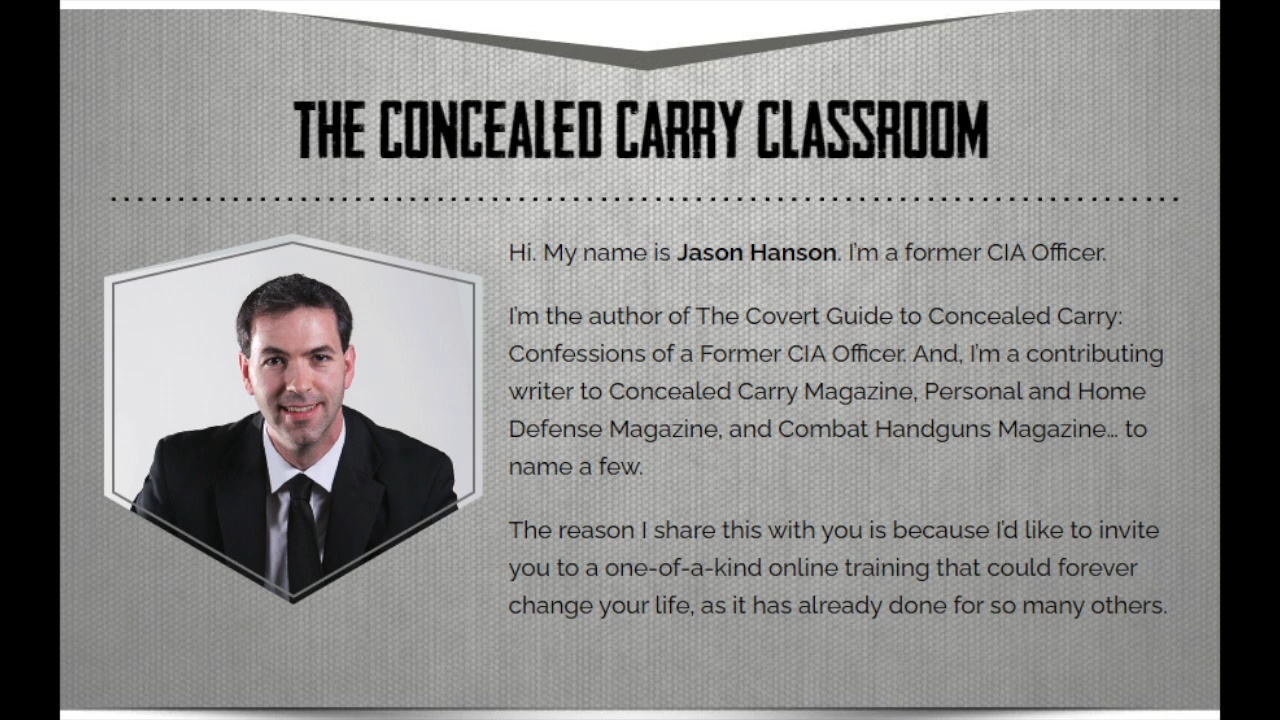 THE CONCEALED CARRY CLASSROOM
Hi. My name is Jason Hanson. I'm a former CIA Officer.
I'm the author of The Covert Guide to Concealed Carry:
Confessions of a Former CIA Officer. And, I'm a contributing
writer to Concealed Carry Magazine, Personal and Home
Defense Magazine, and Combat Handguns Magazine... to
name a few.
The reason I share this with you is because I'd like to invite
you to a one-of-a-kind online training that could forever
change your life, as it has already done for so many others.